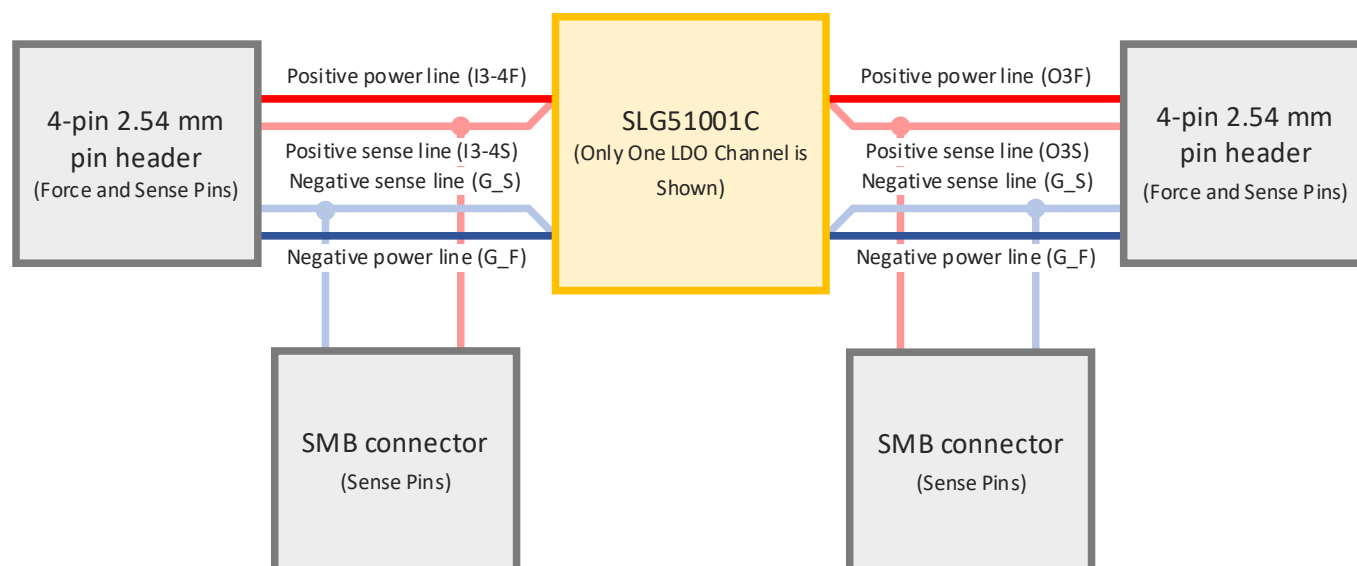 4-pin 2.54 mm
pin header
(Force and Sense Pins)
Positive power line (I3-4F)
Positive sense line (I3-4S)
Negative sense line (G_S)
Negative power line (G_F)
SLG51001C
(Only One LDO Channel is
Shown)
Positive power line (O3F)
Positive sense line (O3S)
Negative sense line (G_S)
Negative power line (G_F)
4-pin 2.54 mm
pin header
(Force and Sense Pins)
SMB connector
(Sense Pins)
SMB connector
(Sense Pins)